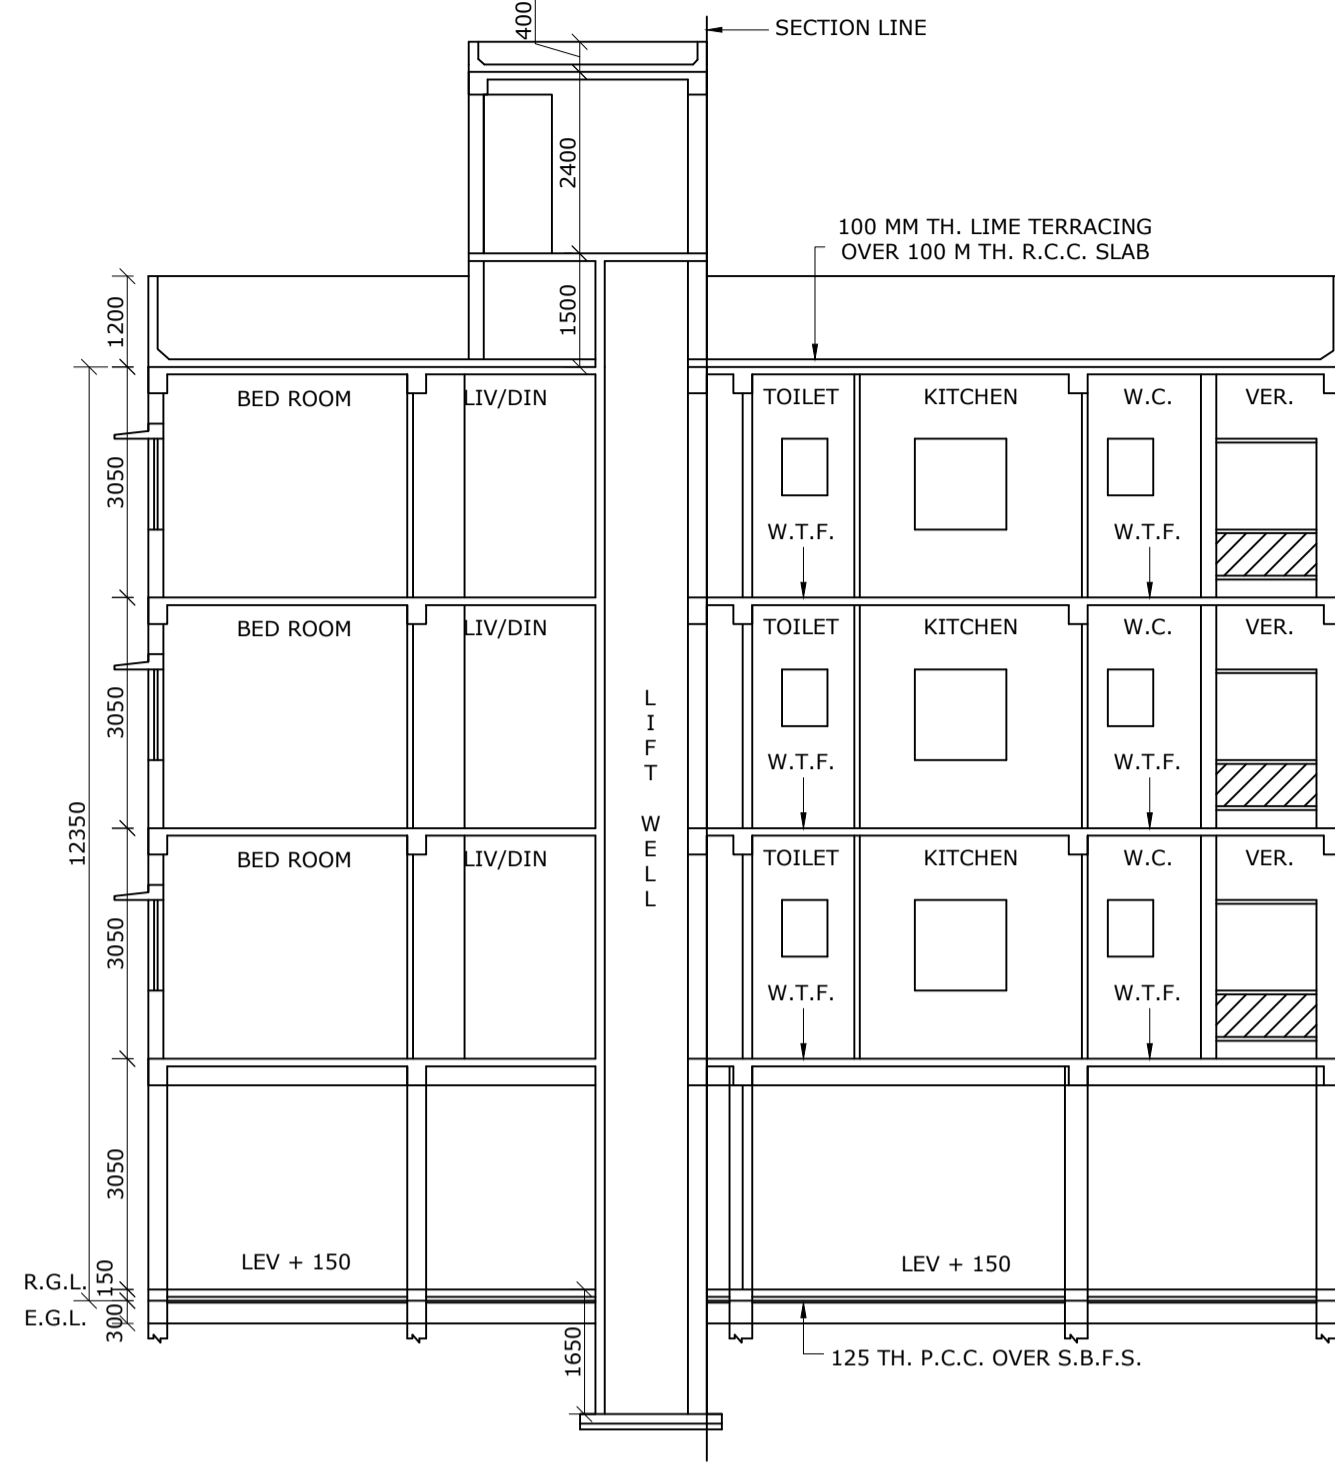 400
SECTION LINE
2400
100 MM TH. LIME TERRACING
OVER 100 M TH. R.C.C. SLAB
1200
1500
BED ROOM
LIV/DIN
TOILET
KITCHEN
W.C.
VER.
3050
W.T.F.
W.T.F.
BED ROOM
LIV/DIN
TOILET
KITCHEN
W.C.
VER.
3050
LIFT WELL
W.T.F.
W.T.F.
12350
BED ROOM
LIV/DIN
TOILET
KITCHEN
W.C.
VER.
3050
W.T.F.
W.T.F.
3050
LEV + 150
LEV + 150
R.G.L.
150
E.G.L.
300
1650
125 TH. P.C.C. OVER S.B.F.S.